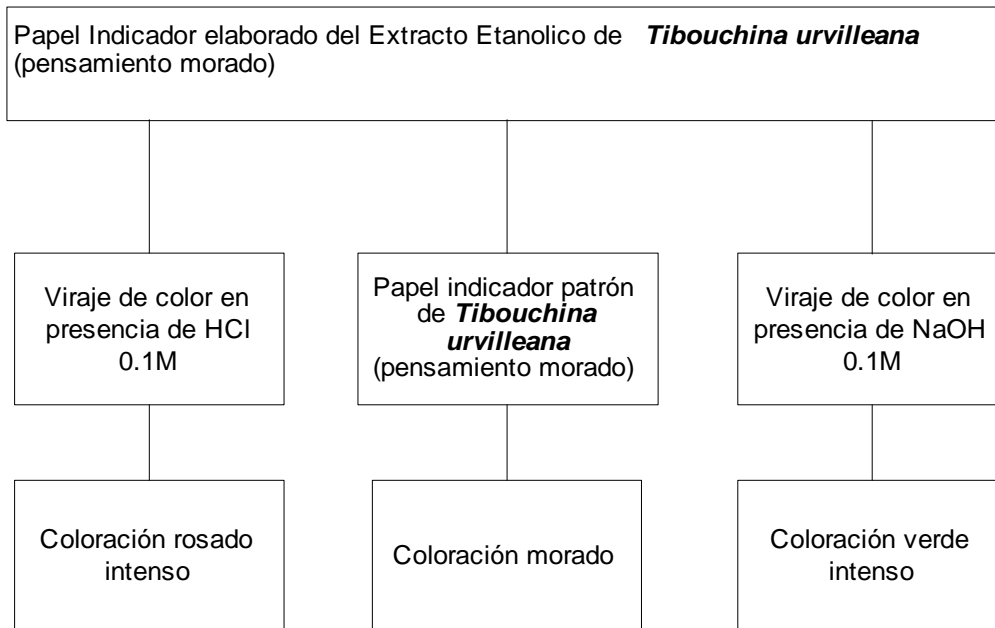 Papel Indicador elaborado del Extracto Etanolico de Tibouchina urvilleana
(pensamiento morado)
Viraje de color en
presencia de HCl
0.1M
Papel indicador patrón
de Tibouchina
urvilleana
(pensamiento morado)
Viraje de color en
presencia de NaOH
0.1M
Coloración rosado
intenso
Coloración morado
Coloración verde
intenso